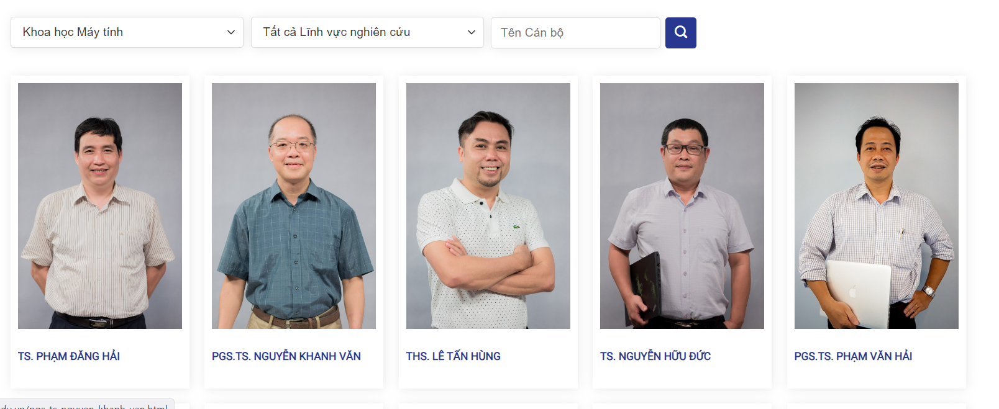 Khoa học Máy tính
Tất cả Lĩnh vực nghiên cứu
Tên Cán bộ
TS. PHẠM ĐĂNG HẢI
PGS.TS. NGUYỄN KHANH VĂN
THS. LÊ TẤN HÙNG
TS. NGUYỄN HỮU ĐỨC
PGS.TS. PHẠM VĂN HẢI
du.vn/pgs-ts-nguyen-khanh-van.html